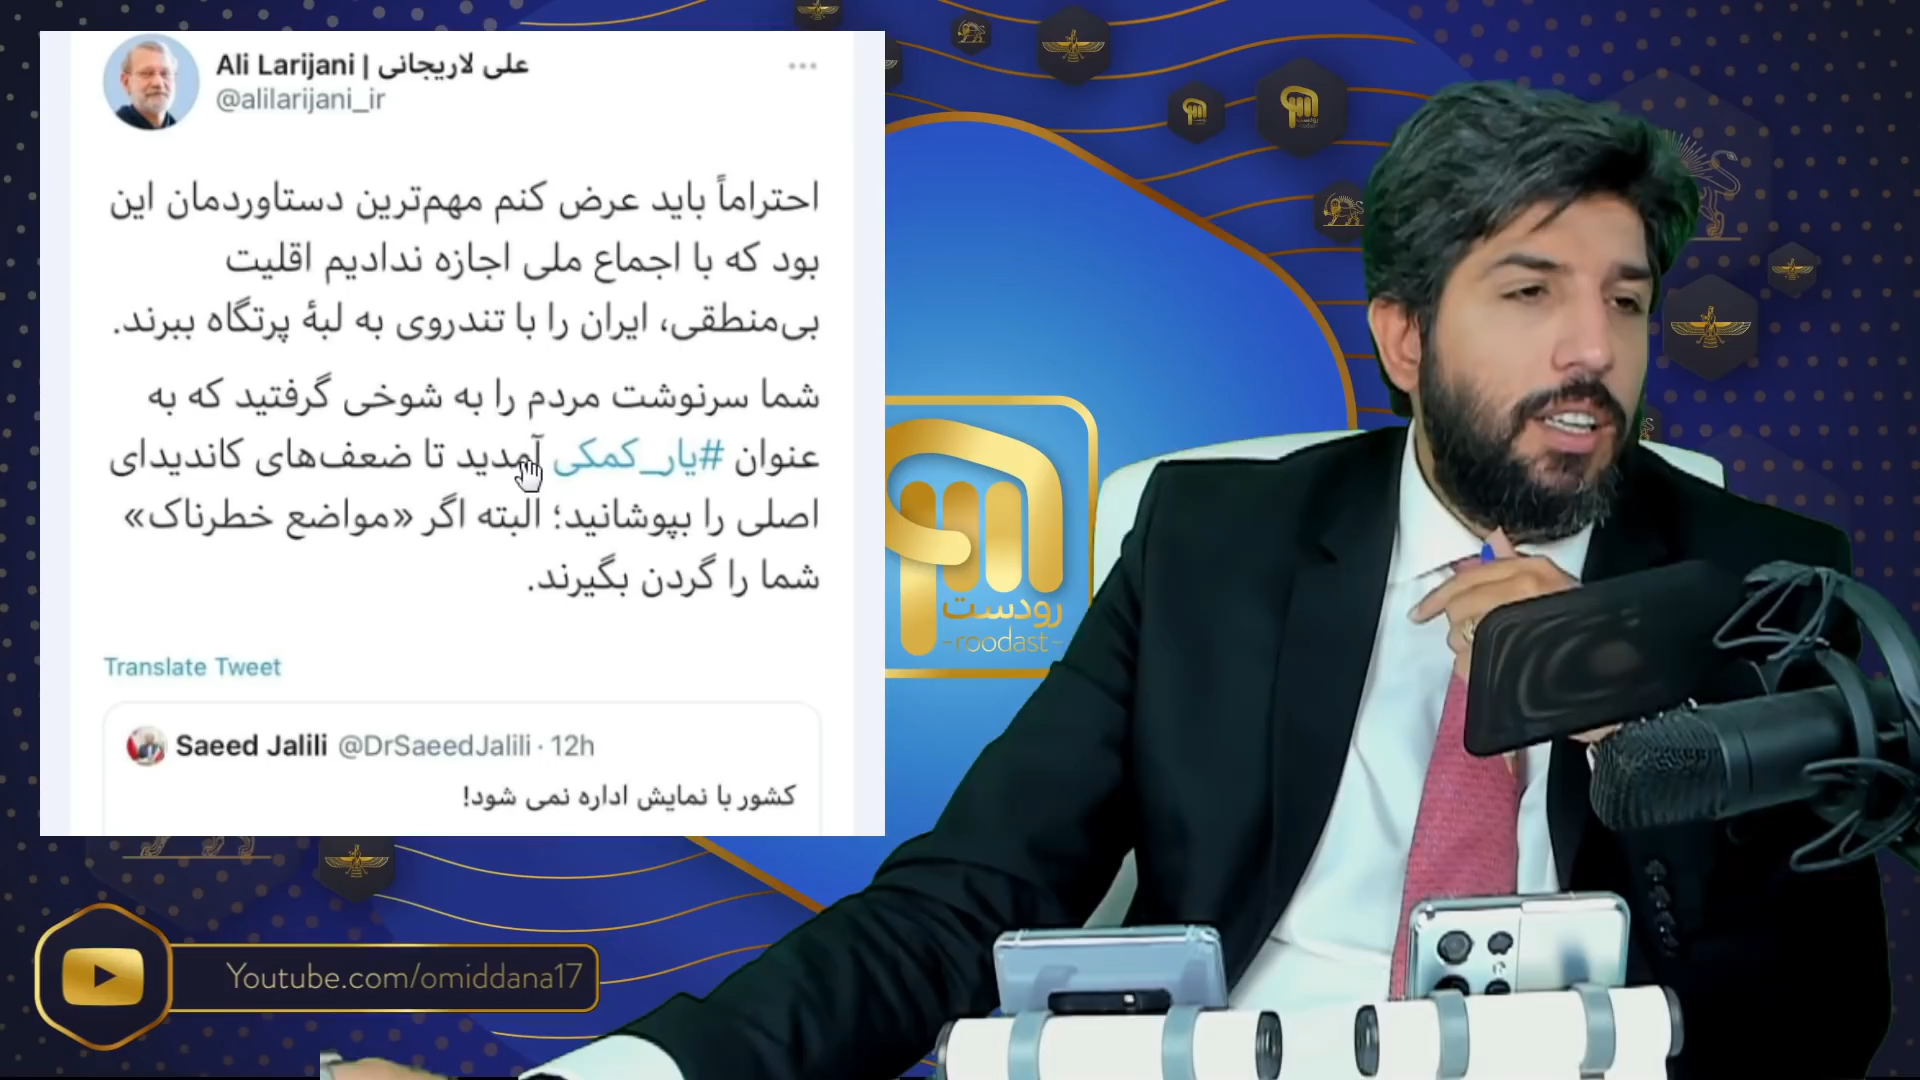 Ali Larijani | علی لاریجانی
@alilarijani_ir
احتراماً باید عرض کنم مهم‌ترین دستاوردمان این
بود که با اجماع ملی اجازه ندادیم اقلیت
بی‌منطقی، ایران را با تندروی به لبهٔ پرتگاه ببرند.
شما سرنوشت مردم را به شوخی گرفتید که به
عنوان #یار_کمکی آمدید تا ضعف‌های کاندیدای
اصلی را بپوشانید؛ البته اگر «مواضع خطرناک»
شما را گردن بگیرند.
Translate Tweet
Saeed Jalili @DrSaeedJalili · 12h
کشور با نمایش اداره نمی شود!
رودست
-roodast-
Youtube.com/omiddana17